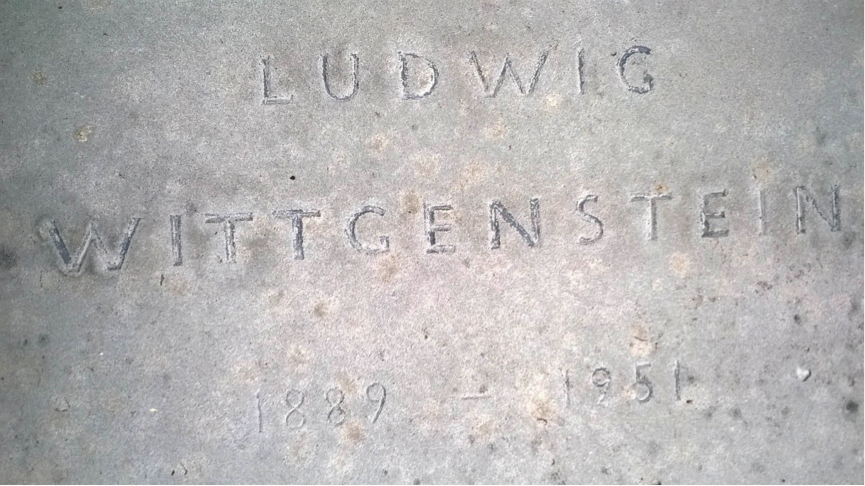 LUDWIG
WITTGENSTEIN
1889 – 1951